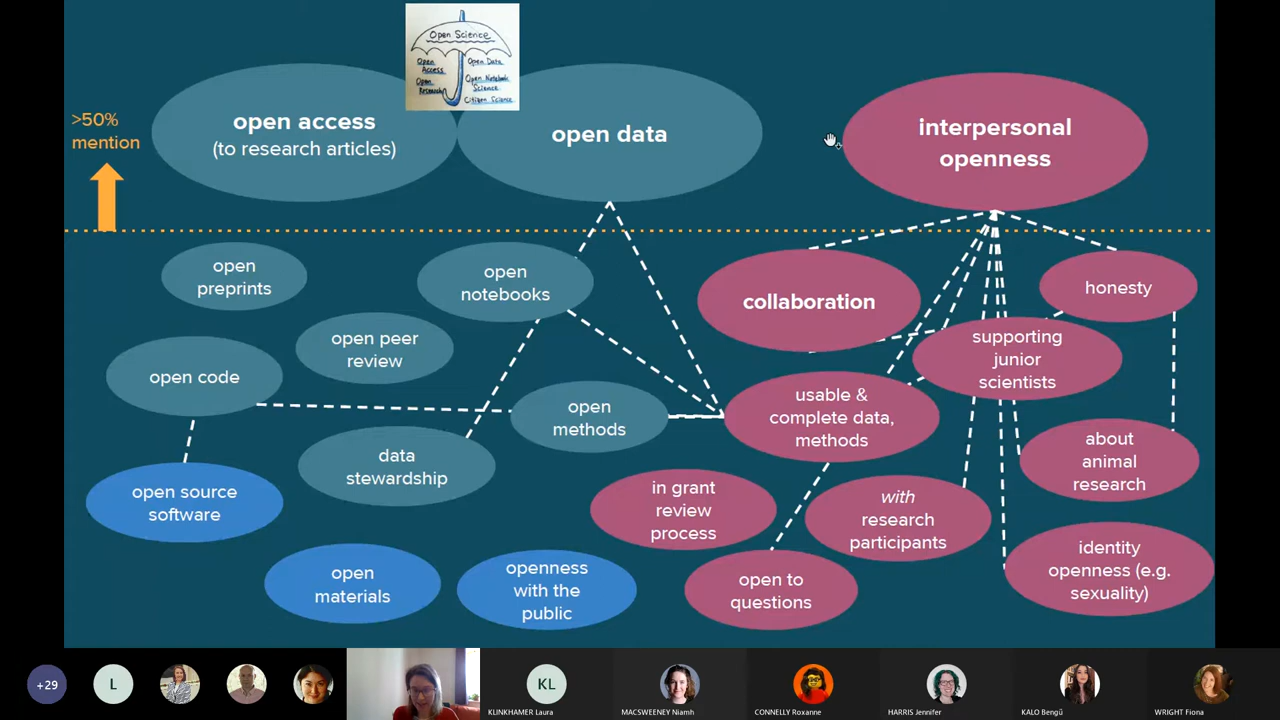 Open Science
Open Access
Open Data
Open Research
Open Notebook Science
Citizen Science
>50%
mention
open access
(to research articles)
open data
interpersonal
openness
open
preprints
open
notebooks
collaboration
honesty
open peer
review
supporting
junior
scientists
open code
usable &
complete data,
methods
open
methods
data
stewardship
about
animal
research
open source
software
in grant
review
process
with
research
participants
identity
openness (e.g.
sexuality)
open
materials
openness
with the
public
open to
questions
+29
L
KL
KLINKHAMER Laura
MACSWEENEY Niamh
CONNELLY Roxanne
HARRIS Jennifer
KALO Bengü
WRIGHT Fiona